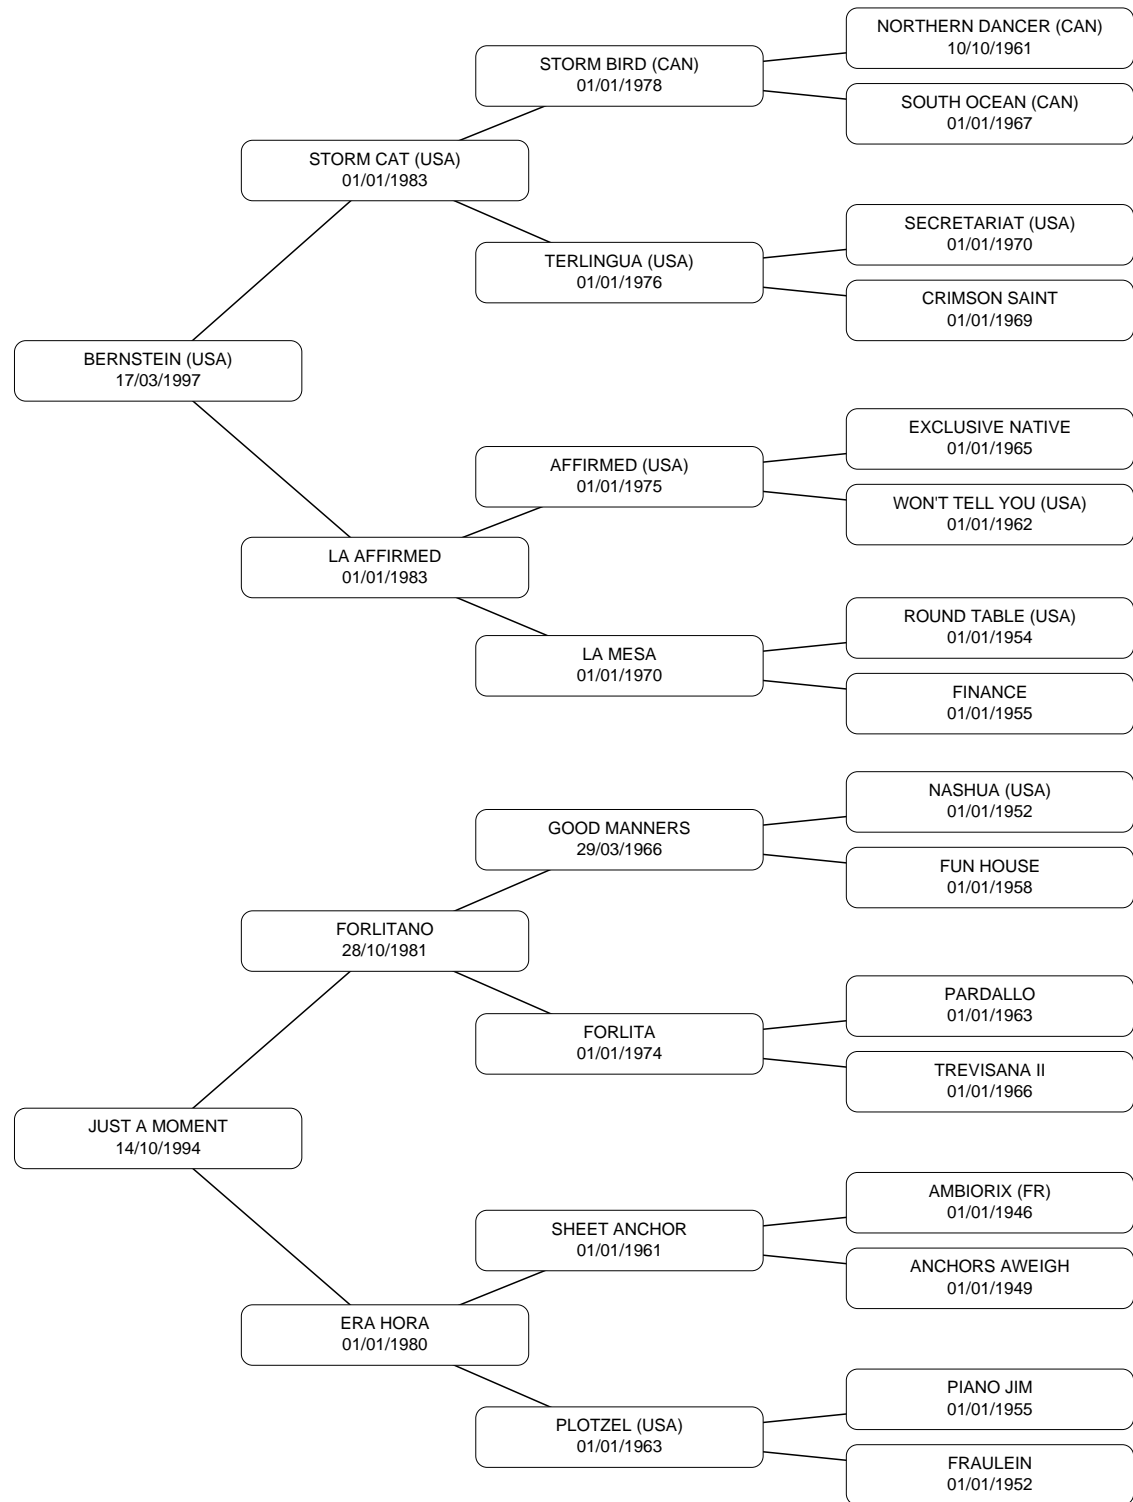 NORTHERN DANCER (CAN)
10/10/1961
STORM BIRD (CAN)
01/01/1978
SOUTH OCEAN (CAN)
01/01/1967
STORM CAT (USA)
01/01/1983
SECRETARIAT (USA)
01/01/1970
TERLINGUA (USA)
01/01/1976
CRIMSON SAINT
01/01/1969
BERNSTEIN (USA)
17/03/1997
EXCLUSIVE NATIVE
01/01/1965
AFFIRMED (USA)
01/01/1975
WON'T TELL YOU (USA)
01/01/1962
LA AFFIRMED
01/01/1983
ROUND TABLE (USA)
01/01/1954
LA MESA
01/01/1970
FINANCE
01/01/1955
NASHUA (USA)
01/01/1952
GOOD MANNERS
29/03/1966
FUN HOUSE
01/01/1958
FORLITANO
28/10/1981
PARDALLO
01/01/1963
FORLITA
01/01/1974
TREVISANA II
01/01/1966
JUST A MOMENT
14/10/1994
AMBIORIX (FR)
01/01/1946
SHEET ANCHOR
01/01/1961
ANCHORS AWEIGH
01/01/1949
ERA HORA
01/01/1980
PIANO JIM
01/01/1955
PLOTZEL (USA)
01/01/1963
FRAULEIN
01/01/1952